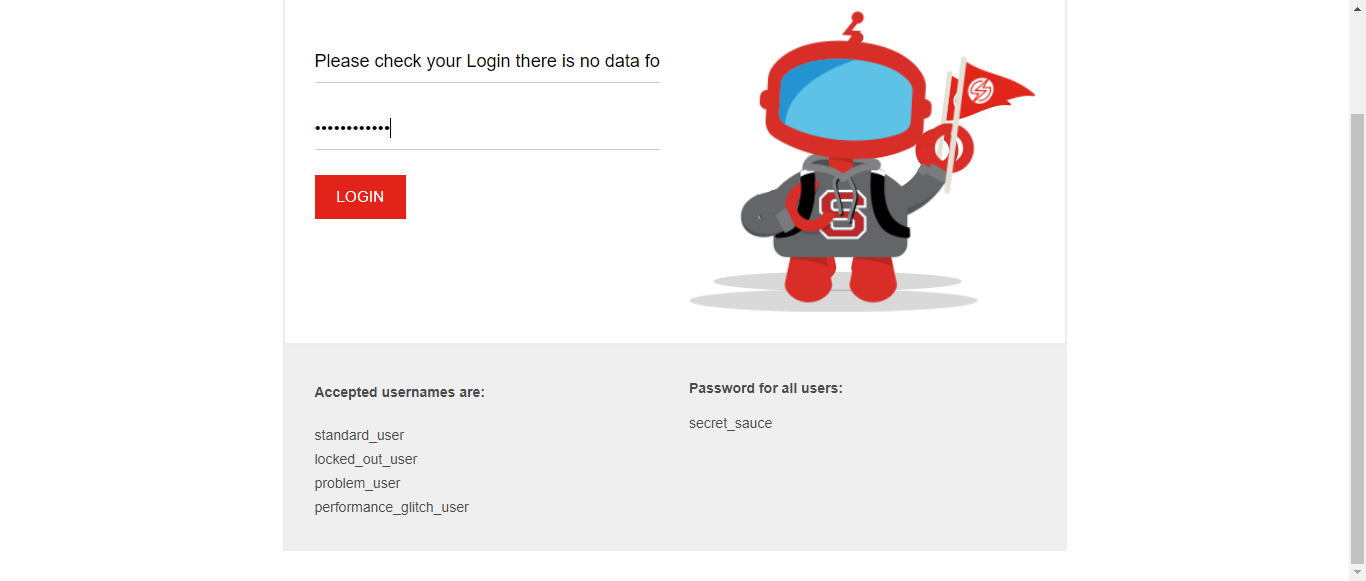 Please check your Login there is no data fo
••••••••••••
LOGIN
S
Accepted usernames are:
standard_user
locked_out_user
problem_user
performance_glitch_user
Password for all users:
secret_sauce